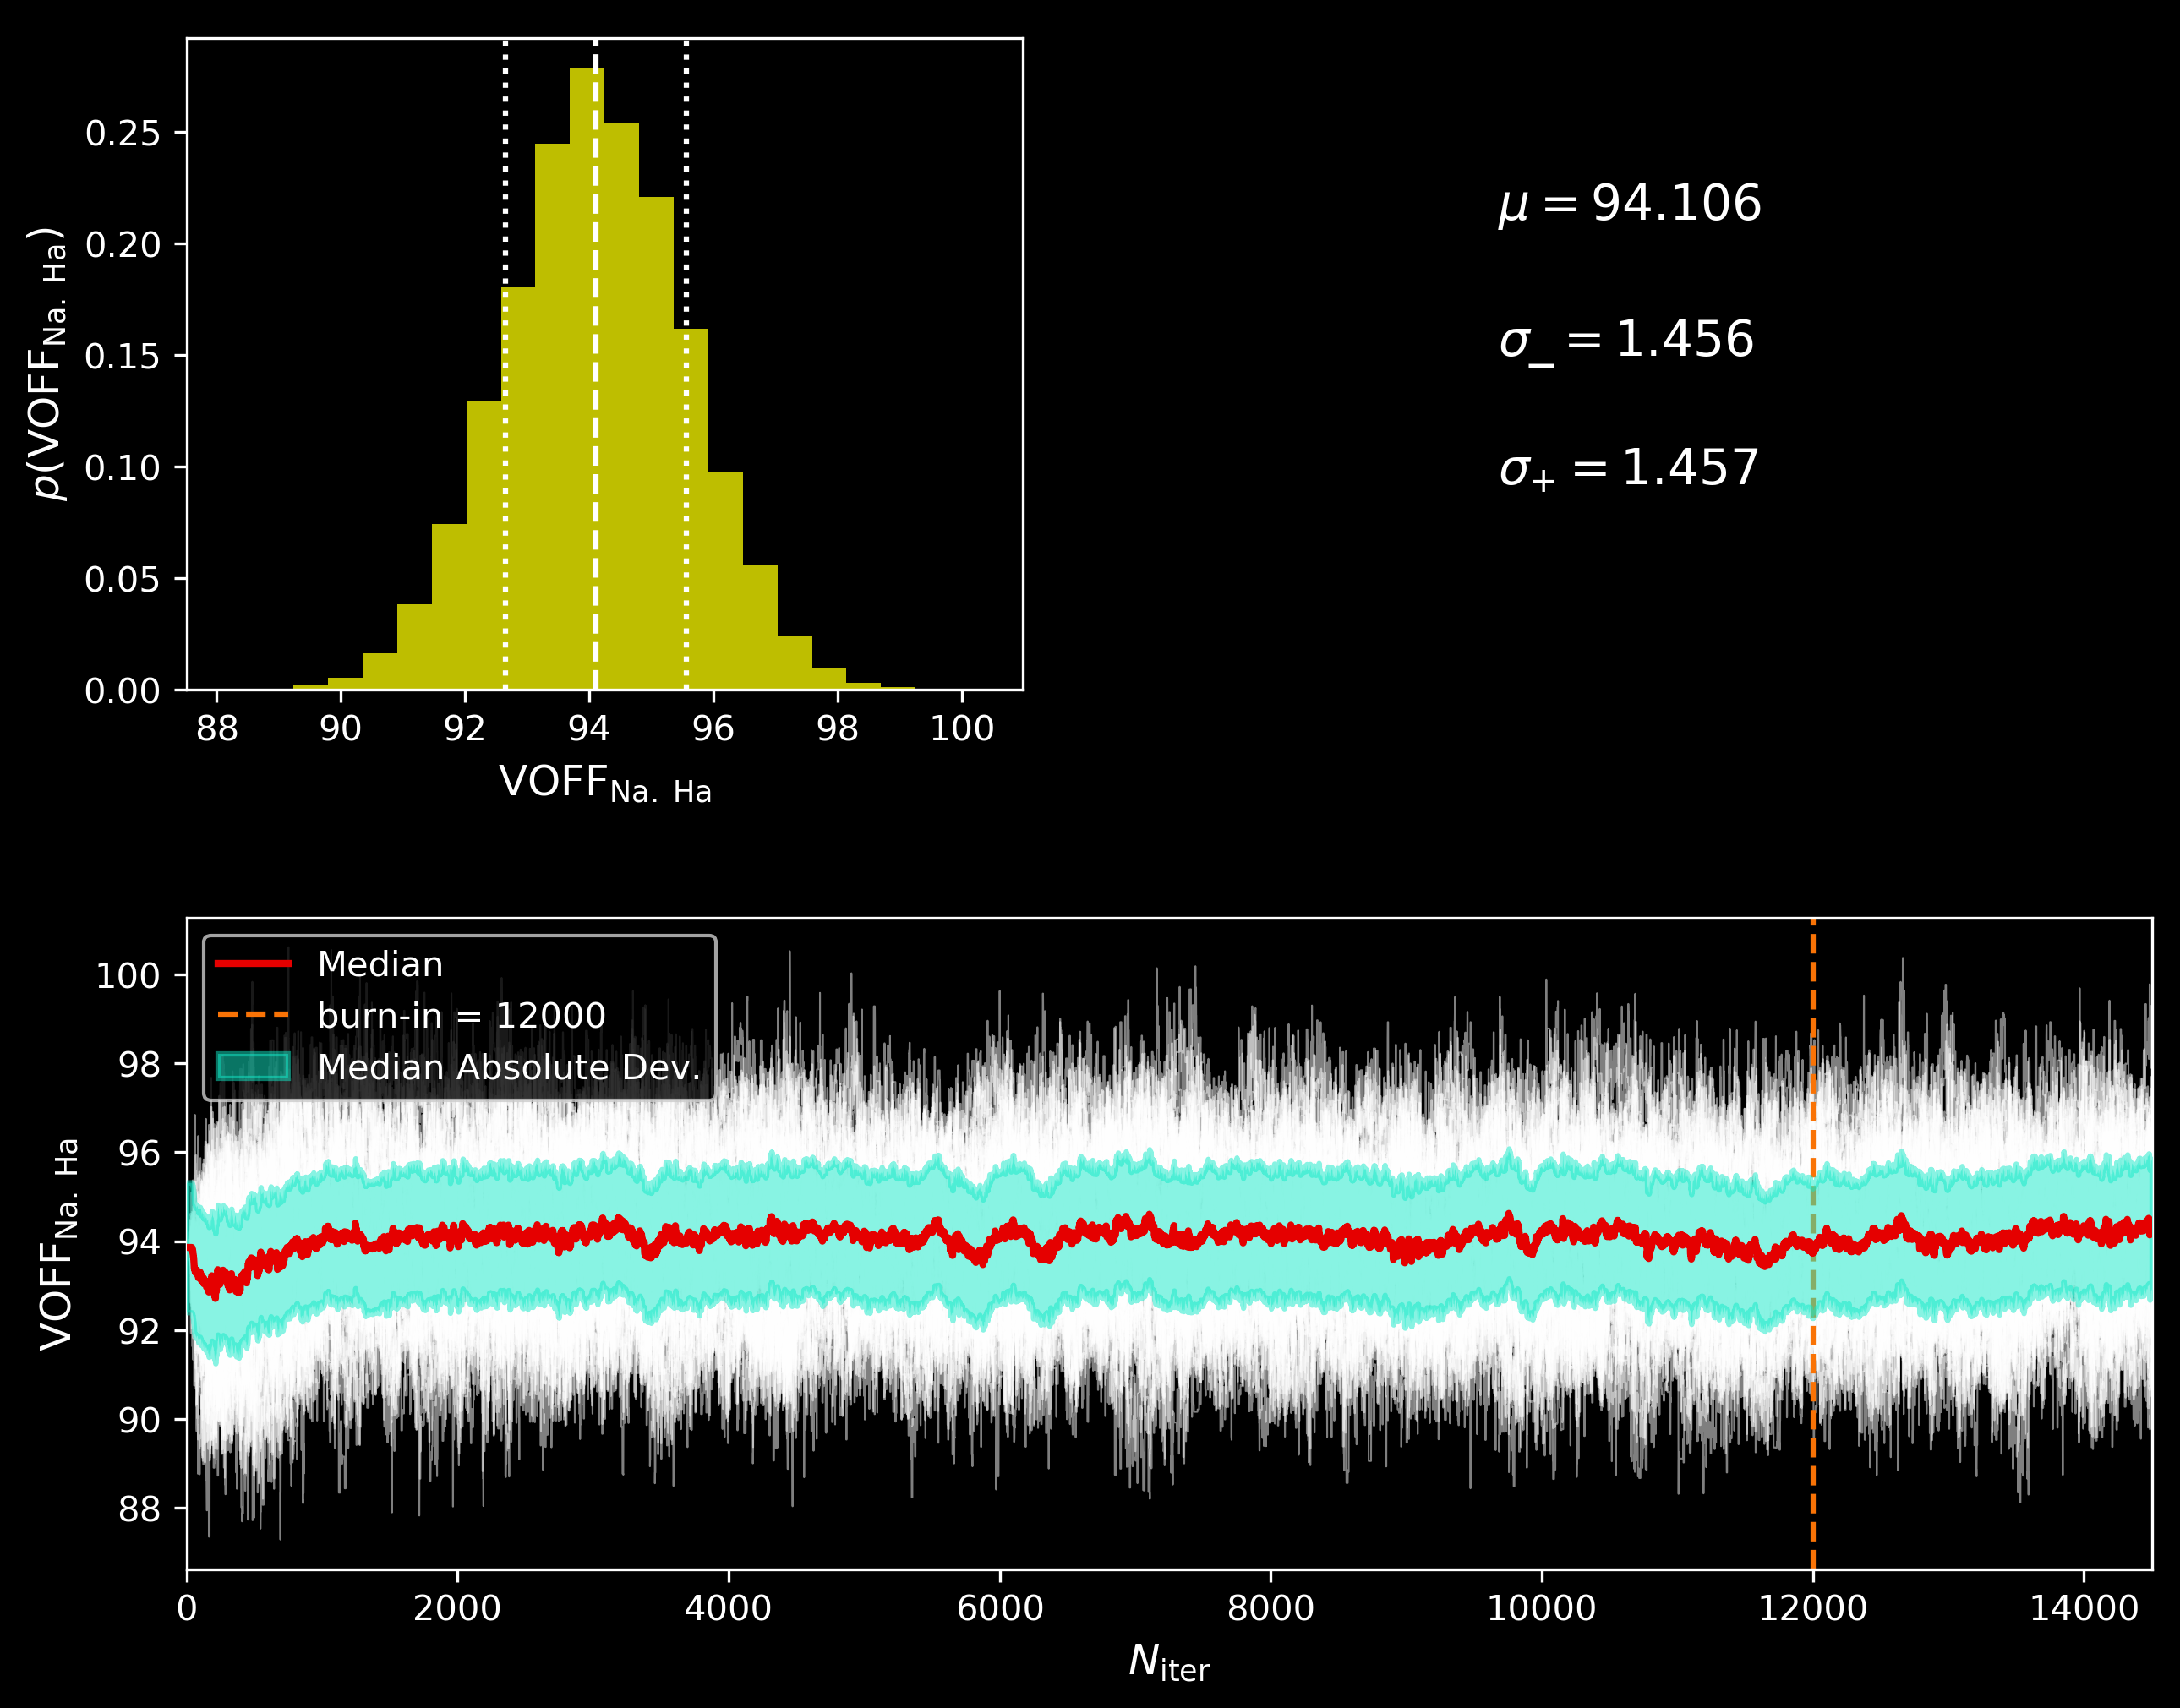 0.25
0.20
0.15
0.10
0.05
0.00
p(VOFF_Na. Ha)
88 90 92 94 96 98 100
VOFF_Na. Ha
μ = 94.106
σ_− = 1.456
σ_+ = 1.457
Median
burn-in = 12000
Median Absolute Dev.
100
98
96
94
92
90
88
VOFF_Na. Ha
0 2000 4000 6000 8000 10000 12000 14000
N_iter